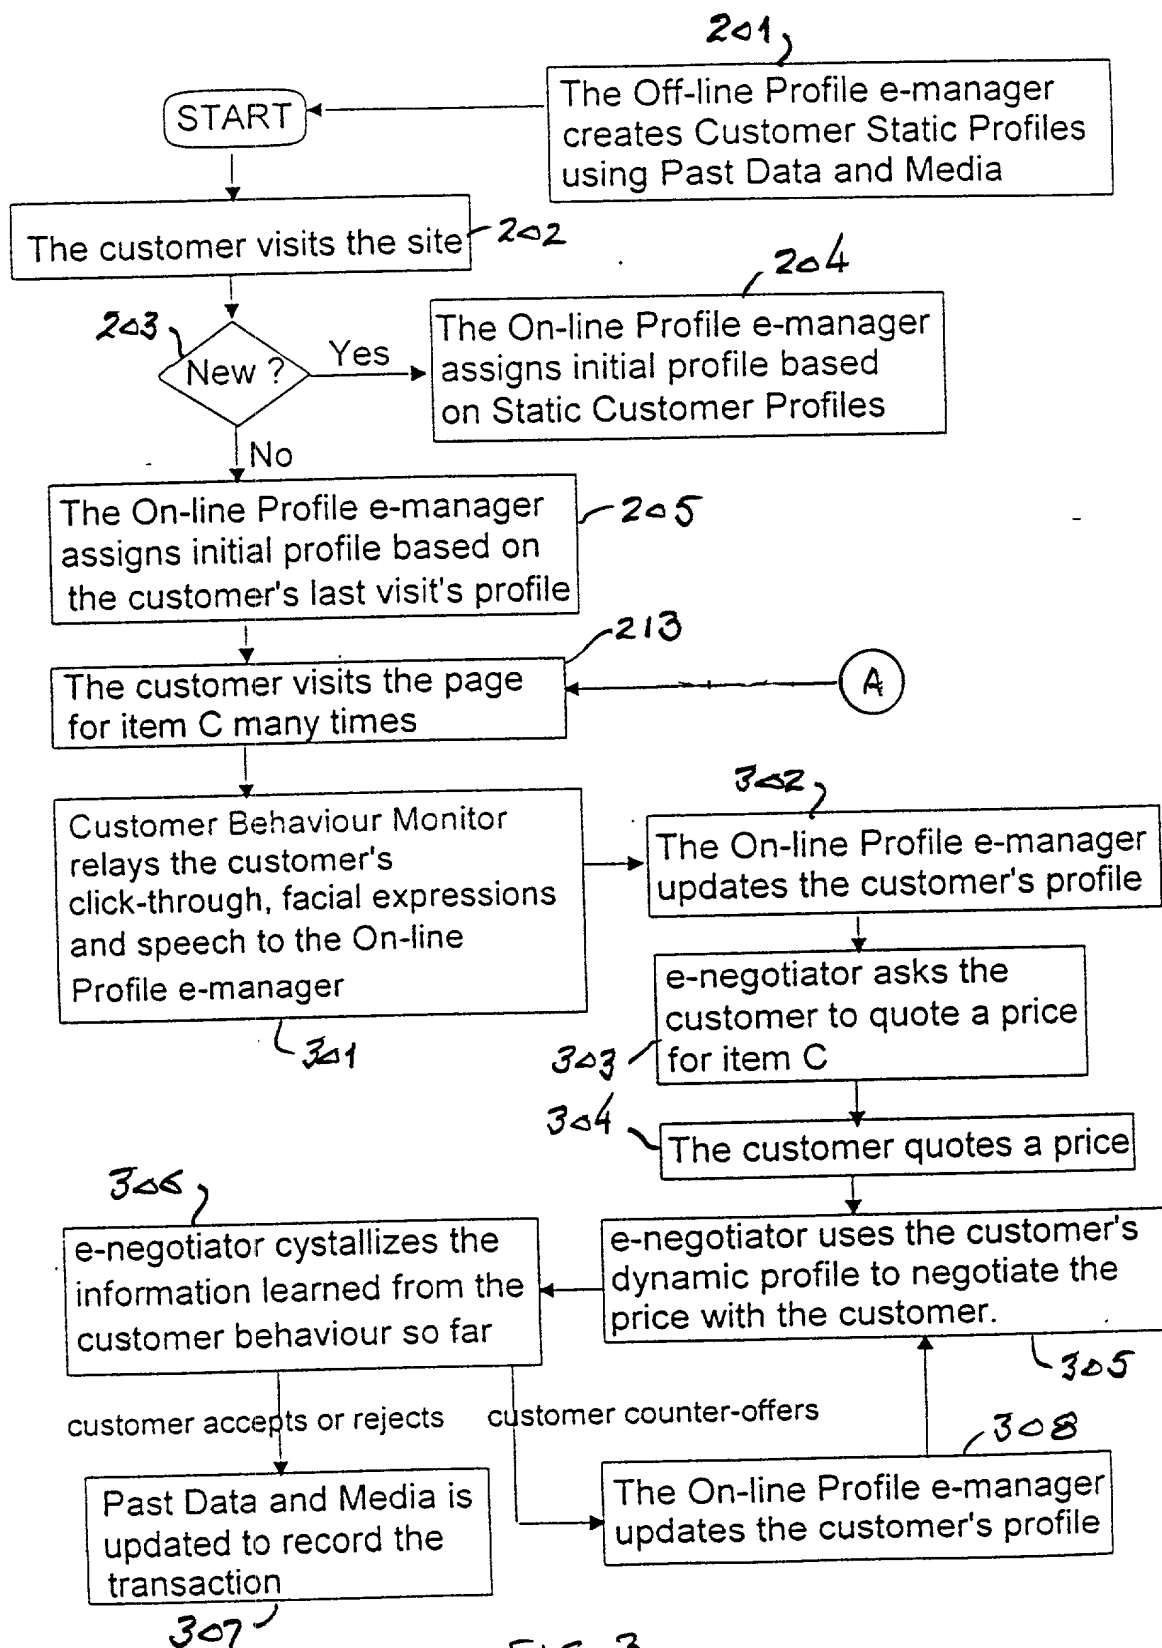 201
START
The Off-line Profile e-manager
creates Customer Static Profiles
using Past Data and Media
The customer visits the site
202
204
203
New ?
Yes
The On-line Profile e-manager
assigns initial profile based
on Static Customer Profiles
No
The On-line Profile e-manager
assigns initial profile based on
the customer's last visit's profile
205
213
The customer visits the page
for item C many times
A
302
Customer Behaviour Monitor
relays the customer's
click-through, facial expressions
and speech to the On-line
Profile e-manager
301
The On-line Profile e-manager
updates the customer's profile
e-negotiator asks the
customer to quote a price
for item C
303
304
The customer quotes a price
306
e-negotiator cystallizes the
information learned from the
customer behaviour so far
e-negotiator uses the customer's
dynamic profile to negotiate the
price with the customer.
305
customer accepts or rejects
customer counter-offers
308
Past Data and Media is
updated to record the
transaction
307
The On-line Profile e-manager
updates the customer's profile
FIG 3